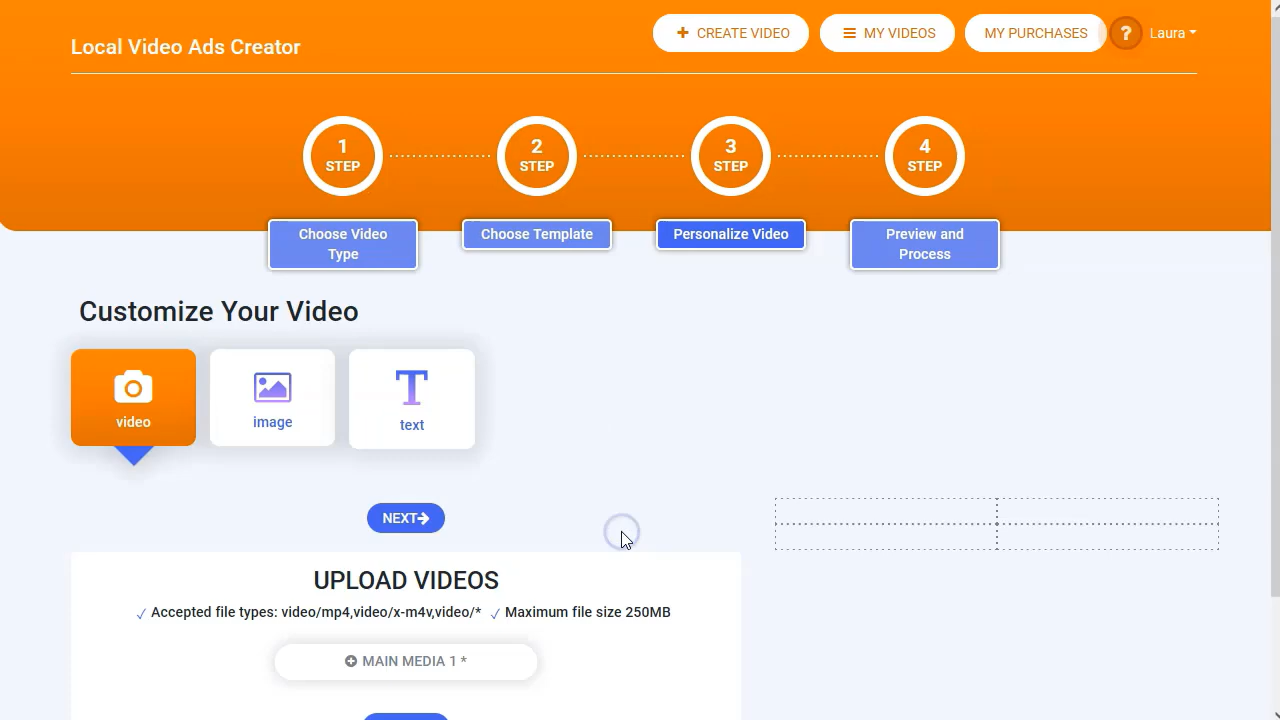 Local Video Ads Creator
CREATE VIDEO
MY VIDEOS
MY PURCHASES
?
Laura
1
STEP
2
STEP
3
STEP
4
STEP
Choose Video
Type
Choose Template
Personalize Video
Preview and
Process
Customize Your Video
video
image
T
text
NEXT
UPLOAD VIDEOS
Accepted file types: video/mp4,video/x-m4v,video/* Maximum file size 250MB
MAIN MEDIA 1 *